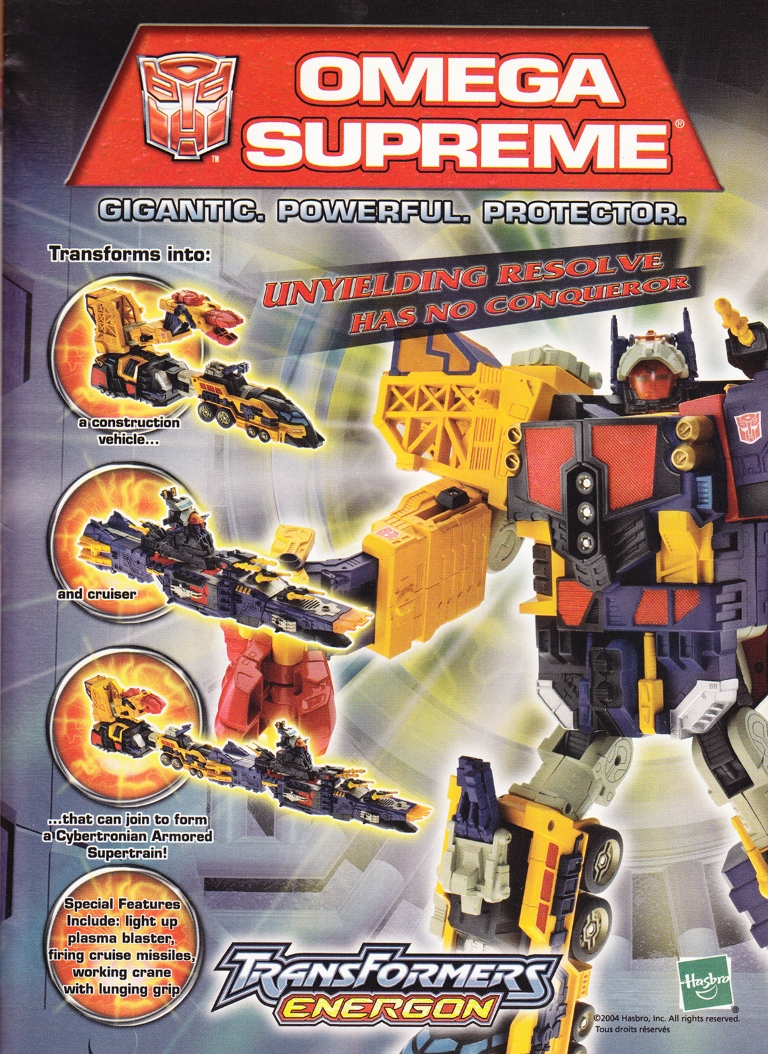 OMEGA
SUPREME®
™
GIGANTIC. POWERFUL. PROTECTOR.
Transforms into:
UNYIELDING RESOLVE
HAS NO CONQUEROR
a construction
vehicle...
and cruiser
...that can join to form
a Cybertronian Armored
Supertrain!
Special Features
Include: light up
plasma blaster,
firing cruise missiles,
working crane
with lunging grip
TRANSFORMERS
ENERGON
Hasbro
®
©2004 Hasbro, Inc. All rights reserved.
Tous droits réservés